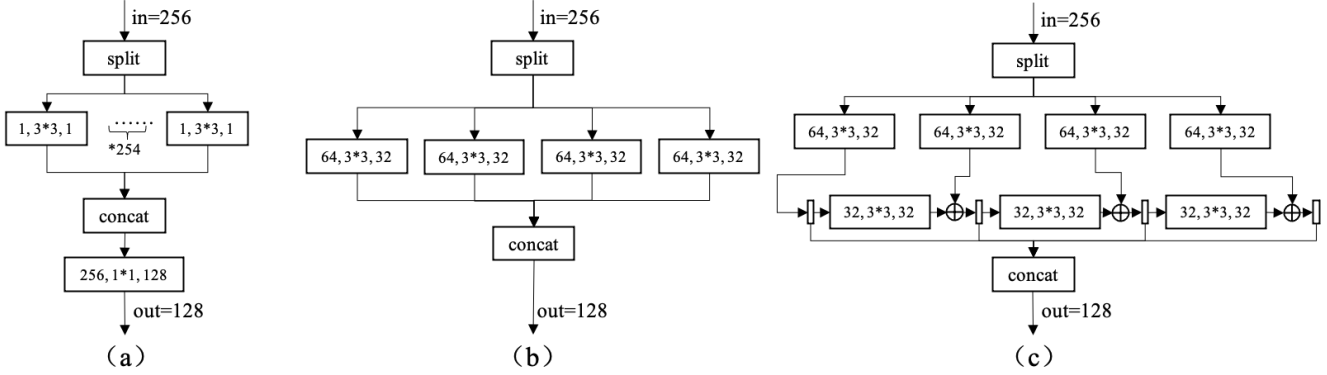 in=256
split
1, 3*3, 1
......
1, 3*3, 1
*254
concat
256, 1*1, 128
out=128
(a)
in=256
split
64, 3*3, 32
64, 3*3, 32
64, 3*3, 32
64, 3*3, 32
concat
out=128
(b)
in=256
split
64, 3*3, 32
64, 3*3, 32
64, 3*3, 32
64, 3*3, 32
32, 3*3, 32
32, 3*3, 32
32, 3*3, 32
concat
out=128
(c)